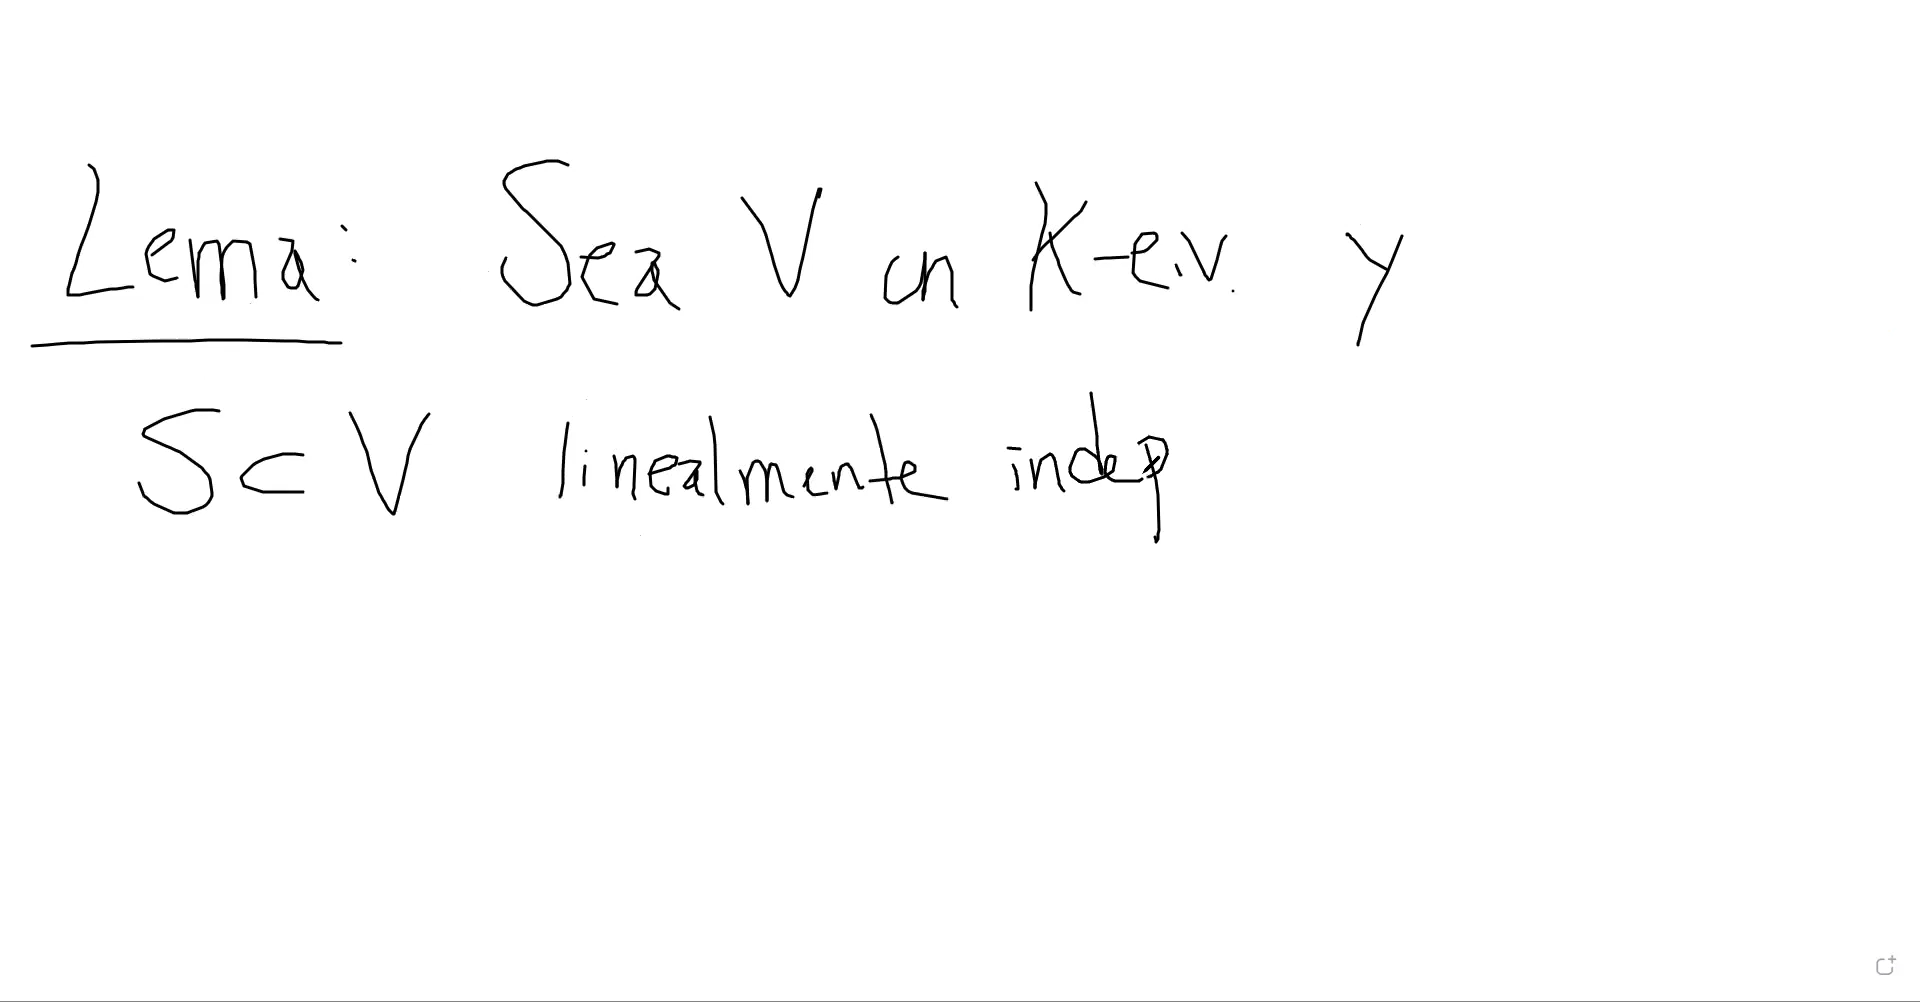 Lema: Sea V un K-e.v. y
S ⊂ V linealmente indep